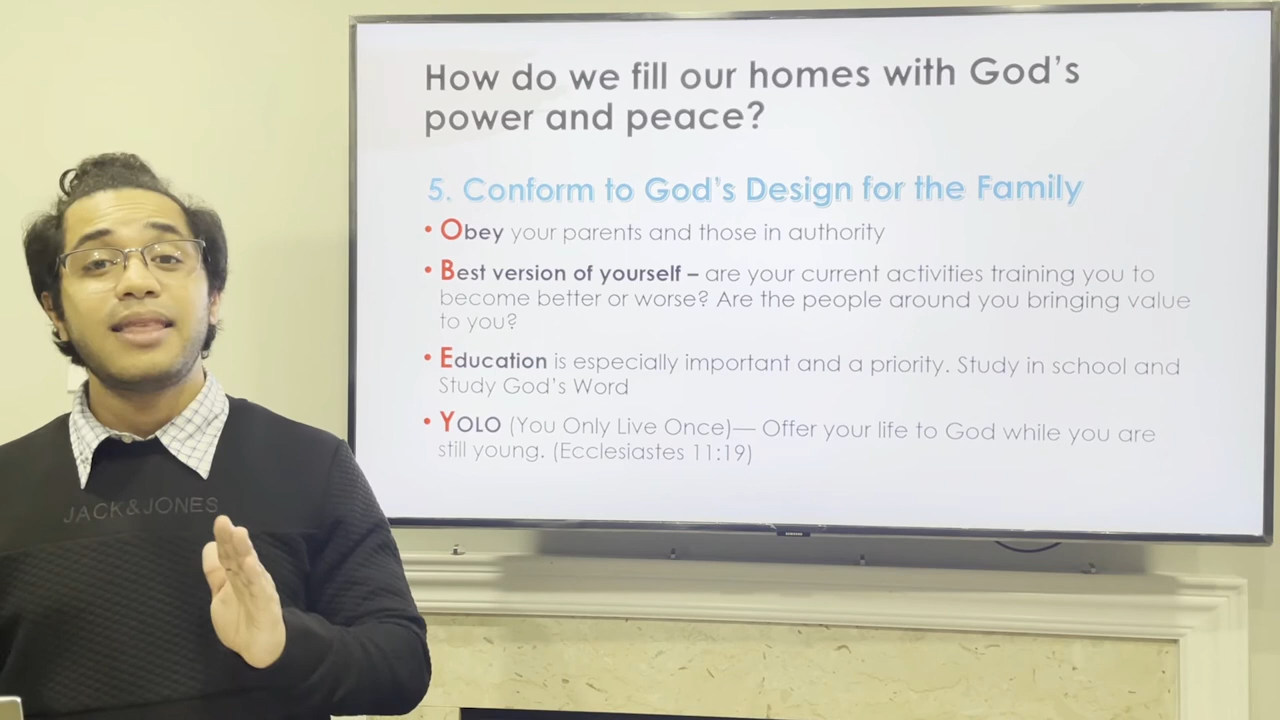 How do we fill our homes with God's
power and peace?
5. Conform to God's Design for the Family
• Obey your parents and those in authority
• Best version of yourself – are your current activities training you to
become better or worse? Are the people around you bringing value
to you?
• Education is especially important and a priority. Study in school and
Study God's Word
• YOLO (You Only Live Once)— Offer your life to God while you are
still young. (Ecclesiastes 11:19)
JACK&JONES
SAMSUNG